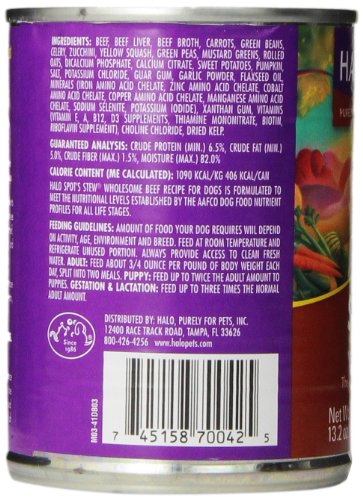 INGREDIENTS: BEEF, BEEF LIVER, BEEF BROTH, CARROTS, GREEN BEANS,
CELERY, ZUCCHINI, YELLOW SQUASH, GREEN PEAS, MUSTARD GREENS, ROLLED
OATS, DICALCIUM PHOSPHATE, CALCIUM CITRATE, SWEET POTATOES, PUMPKIN,
SALT, POTASSIUM CHLORIDE, GUAR GUM, GARLIC POWDER, FLAXSEED OIL,
MINERALS (IRON AMINO ACID CHELATE, ZINC AMINO ACID CHELATE, COBALT
AMINO ACID CHELATE, COPPER AMINO ACID CHELATE, MANGANESE AMINO ACID
CHELATE, SODIUM SELENITE, POTASSIUM IODIDE), XANTHAN GUM, VITAMINS
(VITAMIN E, A, B12, D3 SUPPLEMENTS, THIAMINE MONONITRATE, BIOTIN,
RIBOFLAVIN SUPPLEMENT), CHOLINE CHLORIDE, DRIED KELP.
GUARANTEED ANALYSIS: CRUDE PROTEIN (MIN.) 6.5%, CRUDE FAT (MIN.)
5.0%, CRUDE FIBER (MAX.) 1.5%, MOISTURE (MAX.) 82.0%
CALORIE CONTENT (ME CALCULATED): 1090 KCAL/KG 406 KCAL/CAN
HALO SPOT'S STEW® WHOLESOME BEEF RECIPE FOR DOGS IS FORMULATED TO
MEET THE NUTRITIONAL LEVELS ESTABLISHED BY THE AAFCO DOG FOOD NUTRIENT
PROFILES FOR ALL LIFE STAGES.
FEEDING GUIDELINES: AMOUNT OF FOOD YOUR DOG REQUIRES WILL DEPEND
ON ACTIVITY, AGE, ENVIRONMENT AND BREED. FEED AT ROOM TEMPERATURE AND
REFRIGERATE UNUSED PORTION. ALWAYS PROVIDE ACCESS TO CLEAN FRESH
WATER. ADULT: FEED ABOUT 3/4 OUNCE PER POUND OF BODY WEIGHT EACH
DAY, SPLIT INTO TWO MEALS. PUPPY: FEED UP TO TWICE THE ADULT AMOUNT TO
PUPPIES. GESTATION & LACTATION: FEED UP TO THREE TIMES THE NORMAL
ADULT AMOUNT.
Since
1986
DISTRIBUTED BY: HALO, PURELY FOR PETS, INC.
12400 RACE TRACK ROAD, TAMPA, FL 33626
800-426-4256 www.halopets.com
M03-410803
7 45158 70042 5
HA
S
Th
Net W
13.2 oz